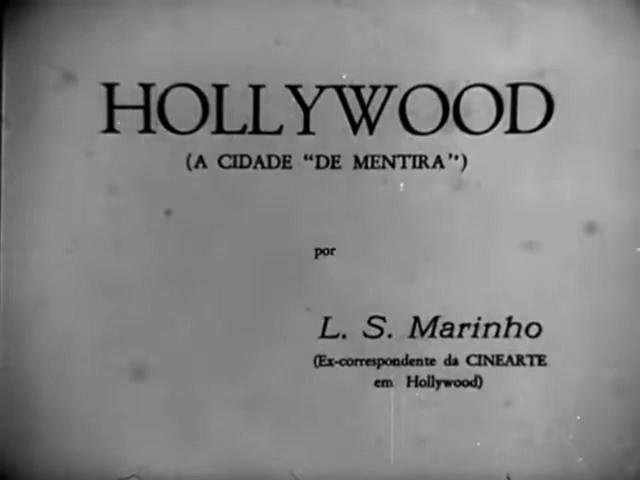 HOLLYWOOD
(A CIDADE "DE MENTIRA")
por
L. S. Marinho
(Ex-correspondente da CINEARTE
em Hollywood)